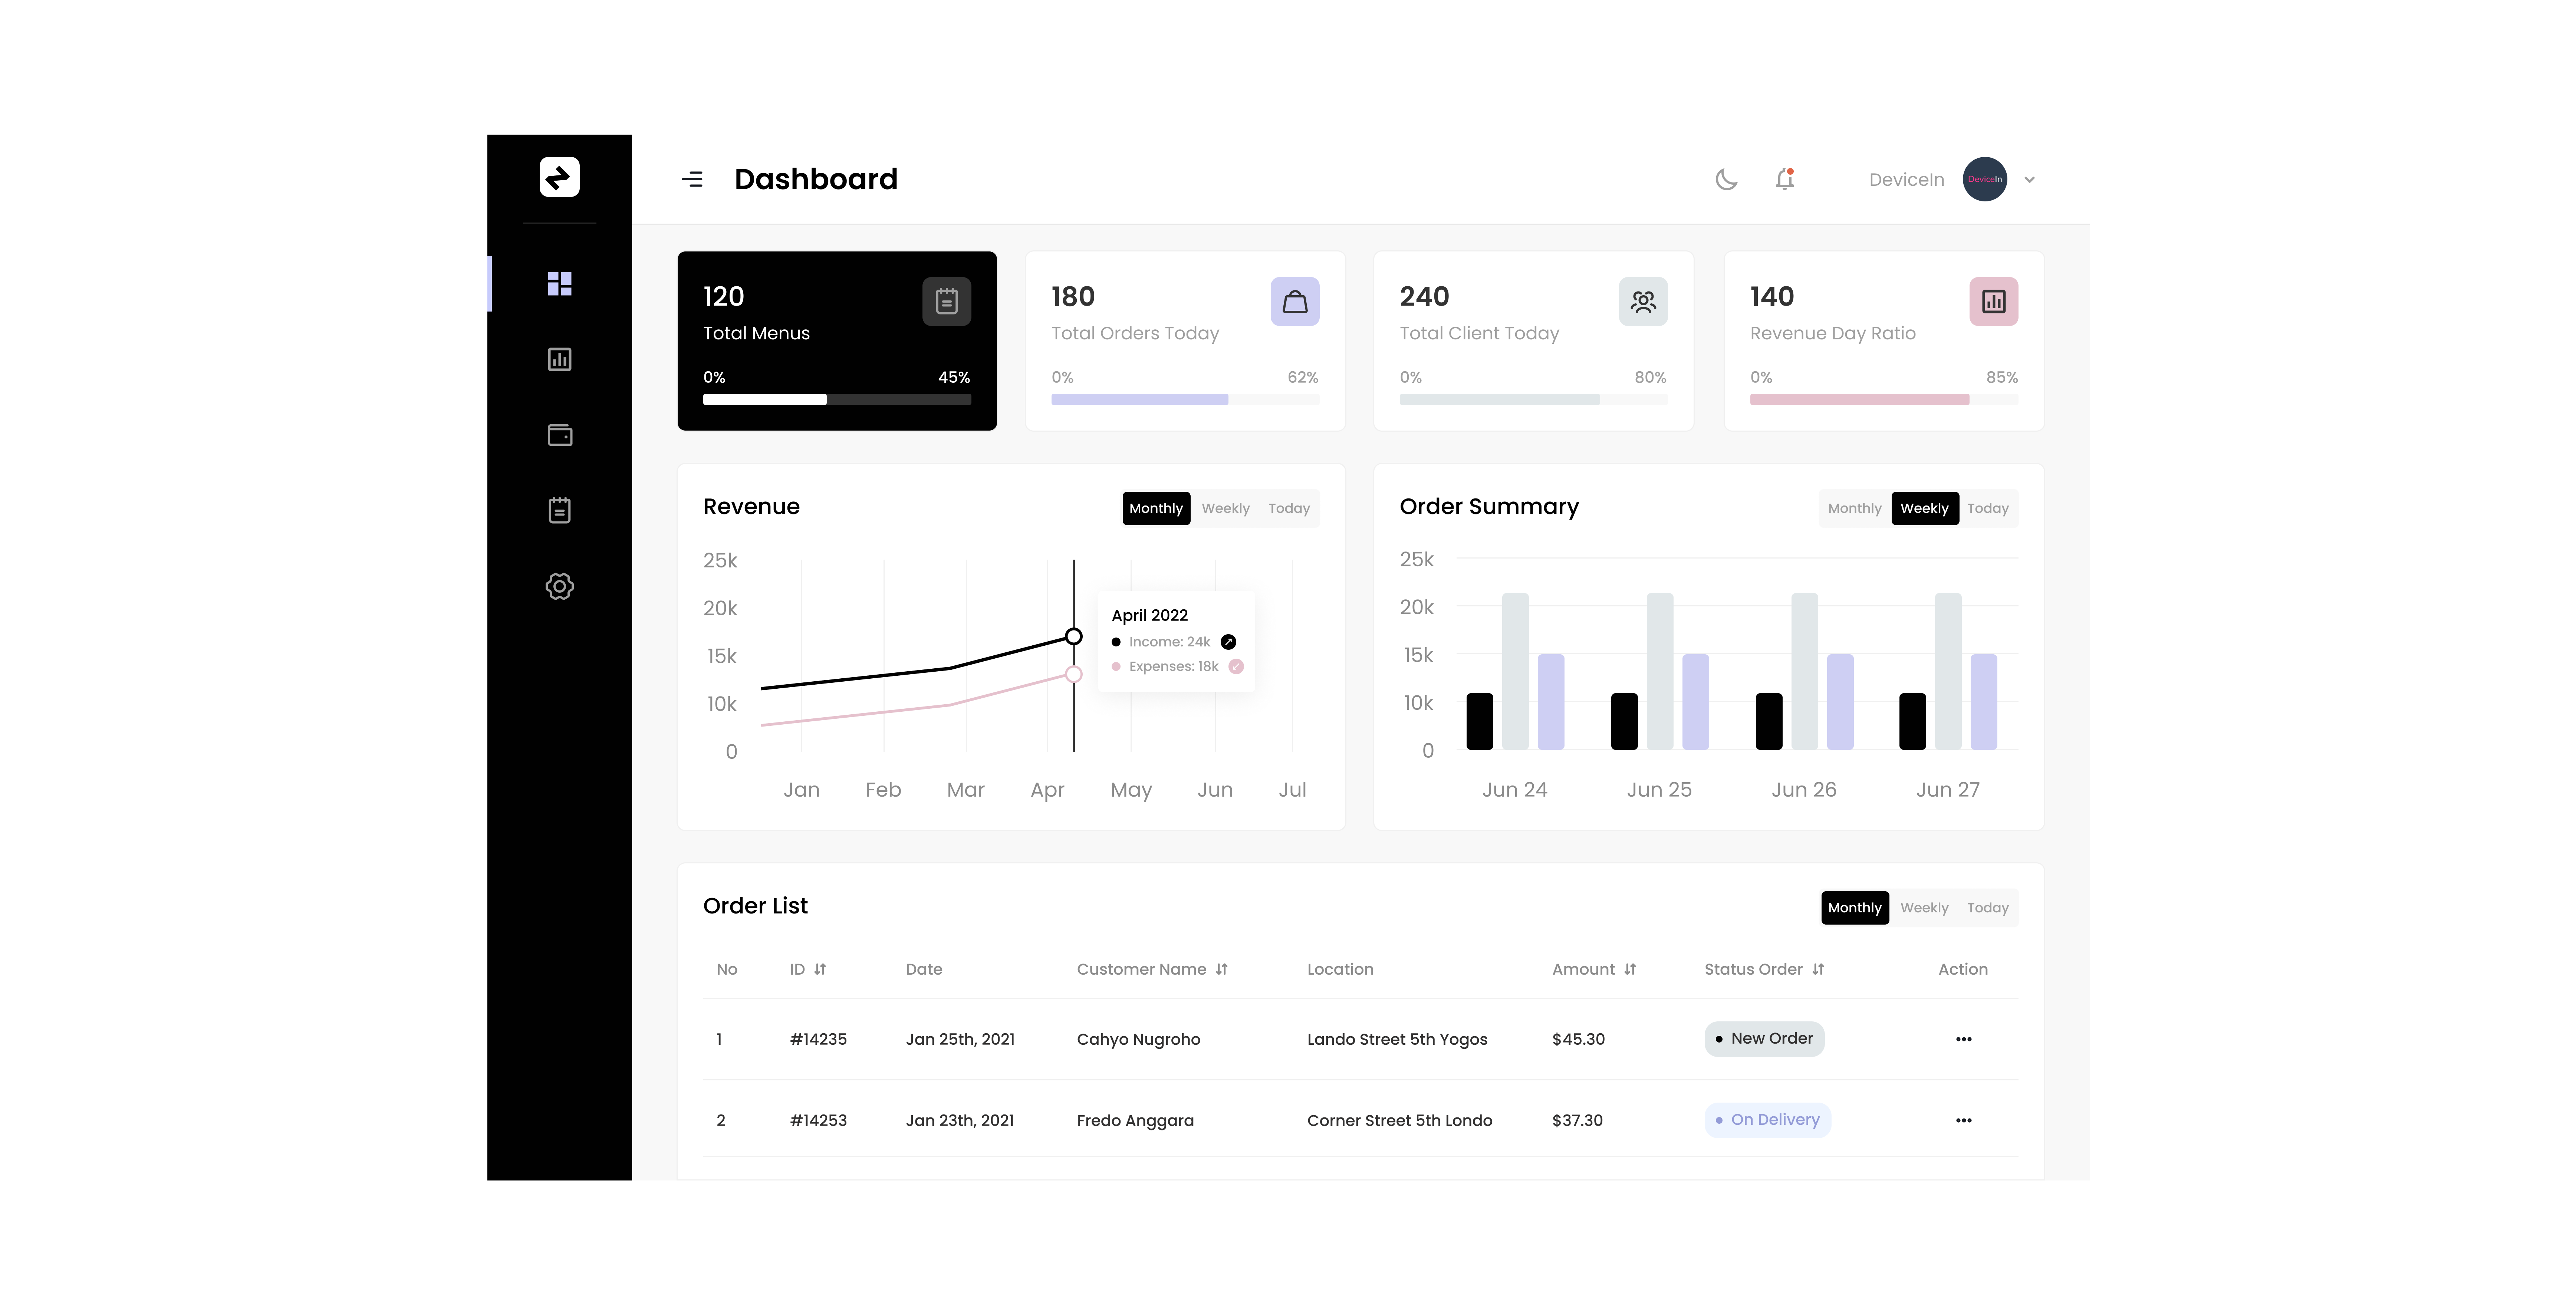 Dashboard
DeviceIn
DeviceIn
120
Total Menus
0% 45%
180
Total Orders Today
0% 62%
240
Total Client Today
0% 80%
140
Revenue Day Ratio
0% 85%
Revenue
Monthly Weekly Today
25k
20k
15k
10k
0
April 2022
Income: 24k
Expenses: 18k
Jan Feb Mar Apr May Jun Jul
Order Summary
Monthly Weekly Today
25k
20k
15k
10k
0
Jun 24 Jun 25 Jun 26 Jun 27
Order List
Monthly Weekly Today
No ID Date Customer Name Location Amount Status Order Action
1 #14235 Jan 25th, 2021 Cahyo Nugroho Lando Street 5th Yogos $45.30 New Order •••
2 #14253 Jan 23th, 2021 Fredo Anggara Corner Street 5th Londo $37.30 On Delivery •••